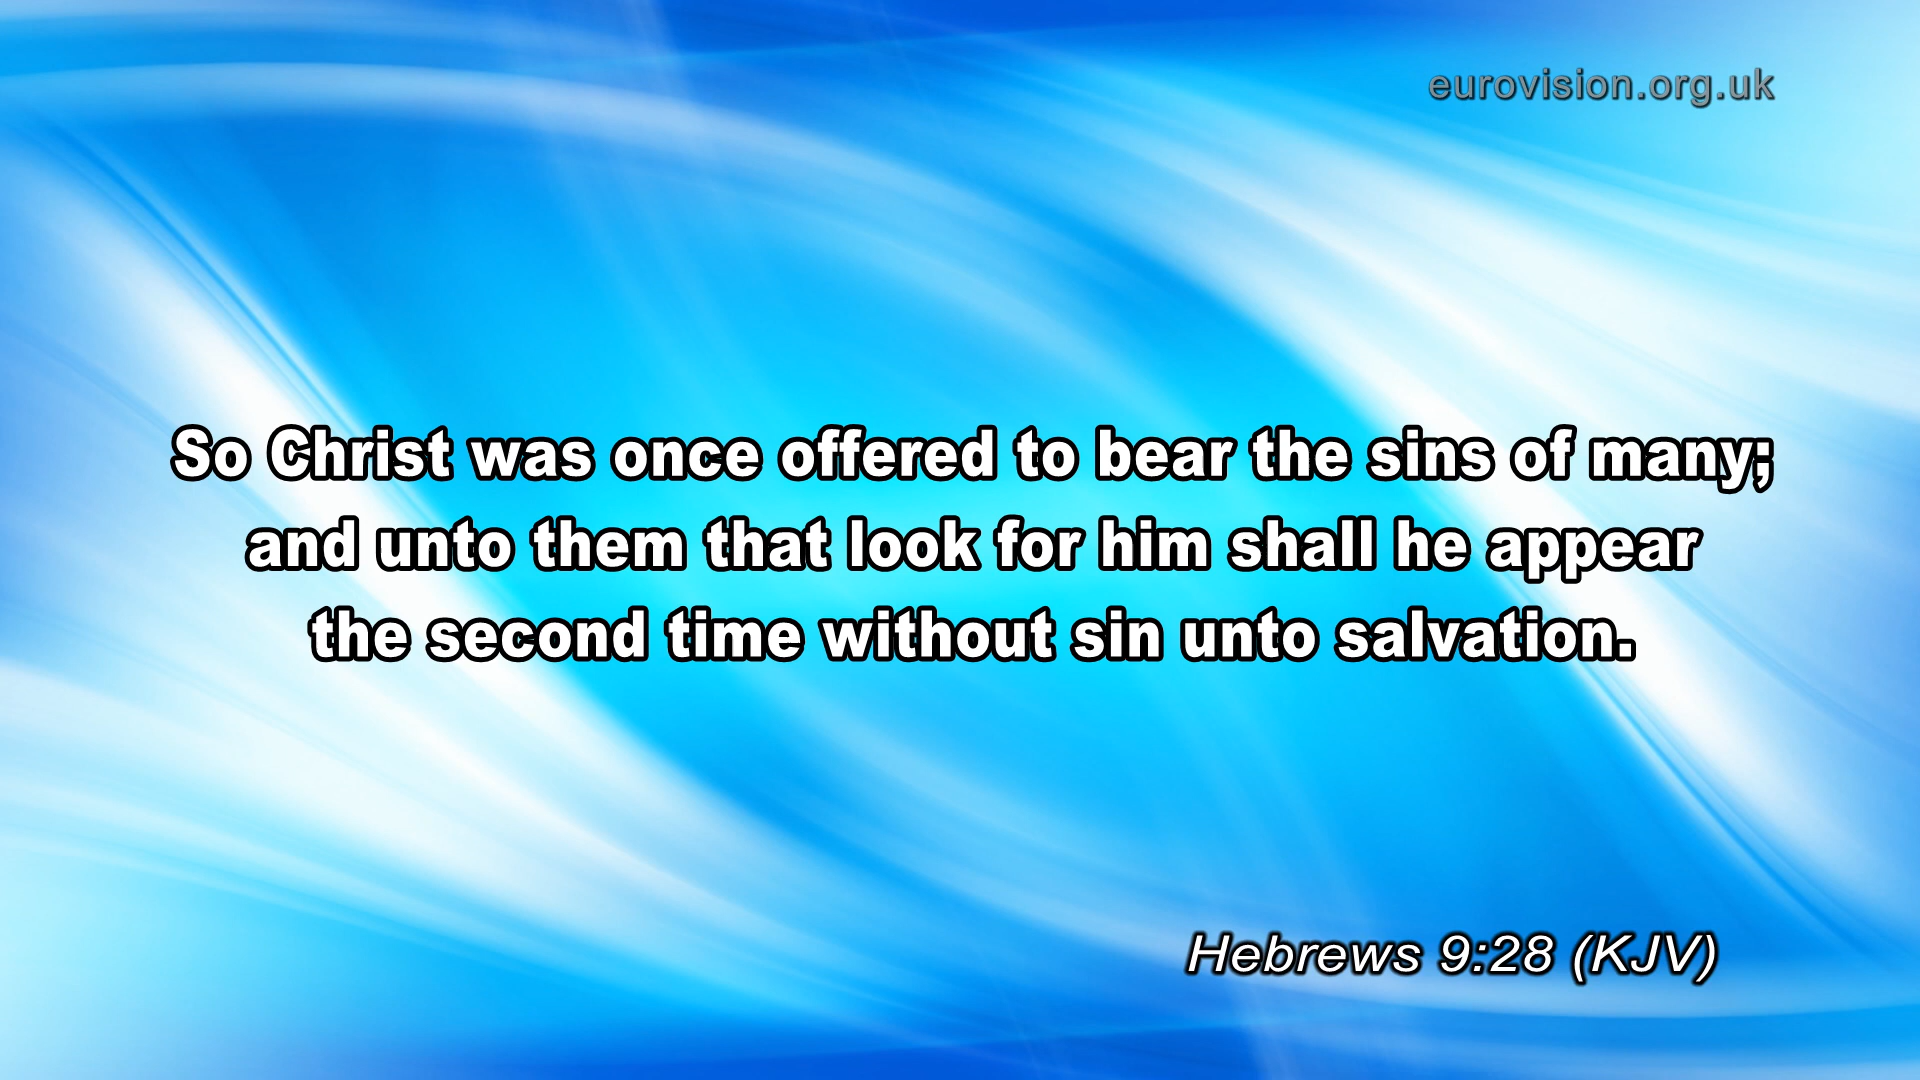 eurovision.org.uk
So Christ was once offered to bear the sins of many;
and unto them that look for him shall he appear
the second time without sin unto salvation.
Hebrews 9:28 (KJV)